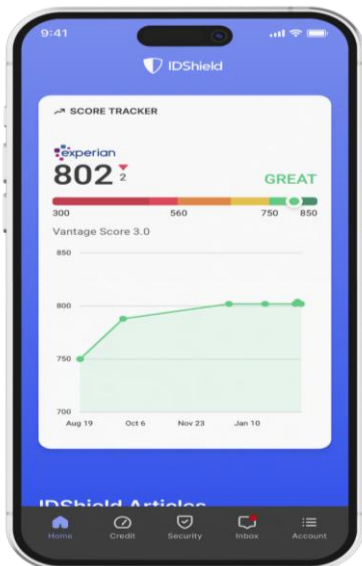 9:41
IDShield
SCORE TRACKER
experian
802 2
GREAT
300 560 750 850
Vantage Score 3.0
850
800
750
700
Aug 19 Oct 6 Nov 23 Jan 10
IDShield Articles
Home Credit Security Inbox Account